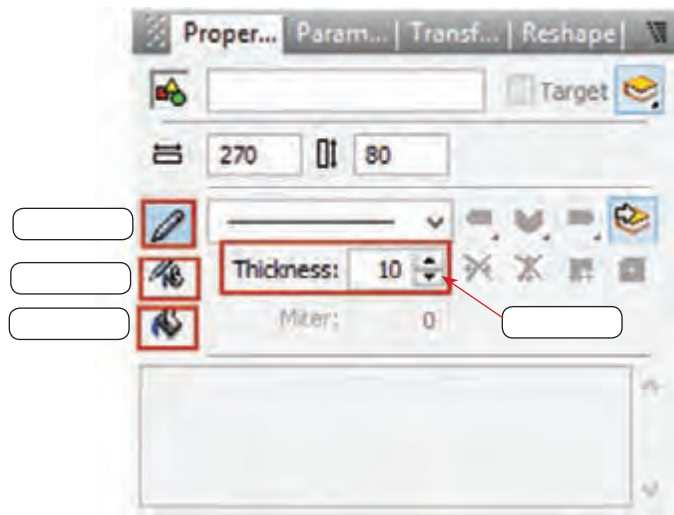 Proper... Param... | Transf... | Reshape |
Target
270 80
Thickness: 10
Miter: 0